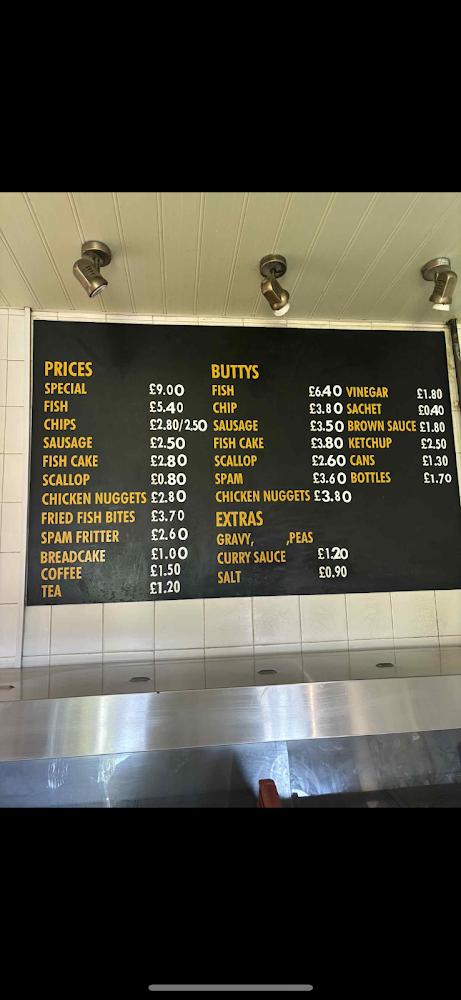 PRICES
SPECIAL £9.00
FISH £5.40
CHIPS £2.80/2.50
SAUSAGE £2.50
FISH CAKE £2.80
SCALLOP £0.80
CHICKEN NUGGETS £2.80
FRIED FISH BITES £3.70
SPAM FRITTER £2.60
BREADCAKE £1.00
COFFEE £1.50
TEA £1.20
BUTTYS
FISH £6.40
CHIP £3.80
SAUSAGE £3.50
FISH CAKE £3.80
SCALLOP £2.60
SPAM £3.60
CHICKEN NUGGETS £3.80
EXTRAS
GRAVY, ,PEAS
CURRY SAUCE £1.20
SALT £0.90
VINEGAR £1.80
SACHET £0.40
BROWN SAUCE £1.80
KETCHUP £2.50
CANS £1.30
BOTTLES £1.70